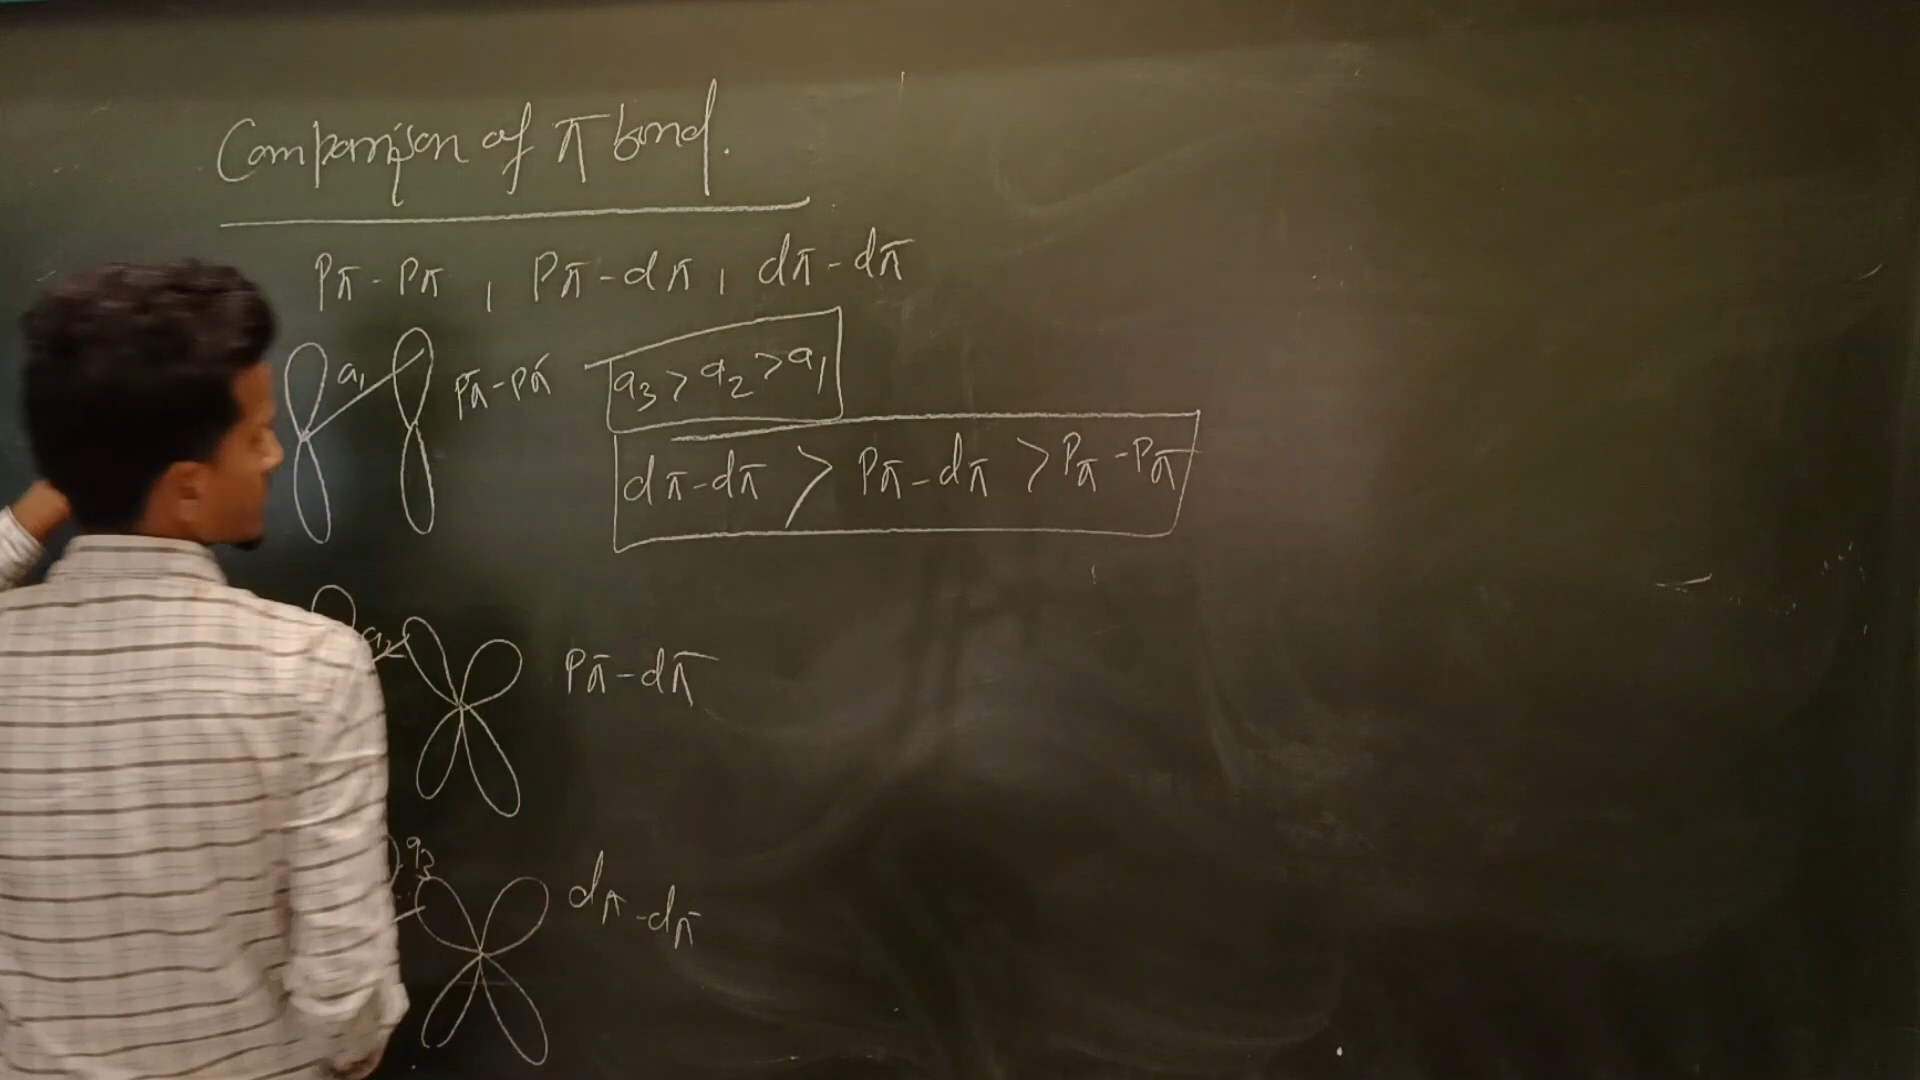 Comparison of π bond.
Pπ-Pπ, Pπ-dπ, dπ-dπ
a₁ Pπ-Pπ a₃ > a₂ > a₁
dπ-dπ > Pπ-dπ > Pπ-Pπ
a₂ Pπ-dπ
a₃ dπ-dπ